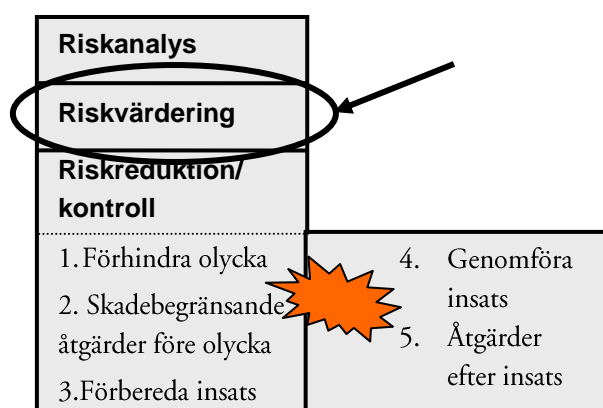 Riskanalys
Riskvärdering
Riskreduktion/
kontroll
1.Förhindra olycka
2. Skadebegränsande
åtgärder före olycka
3.Förbereda insats
4. Genomföra
insats
5. Åtgärder
efter insats